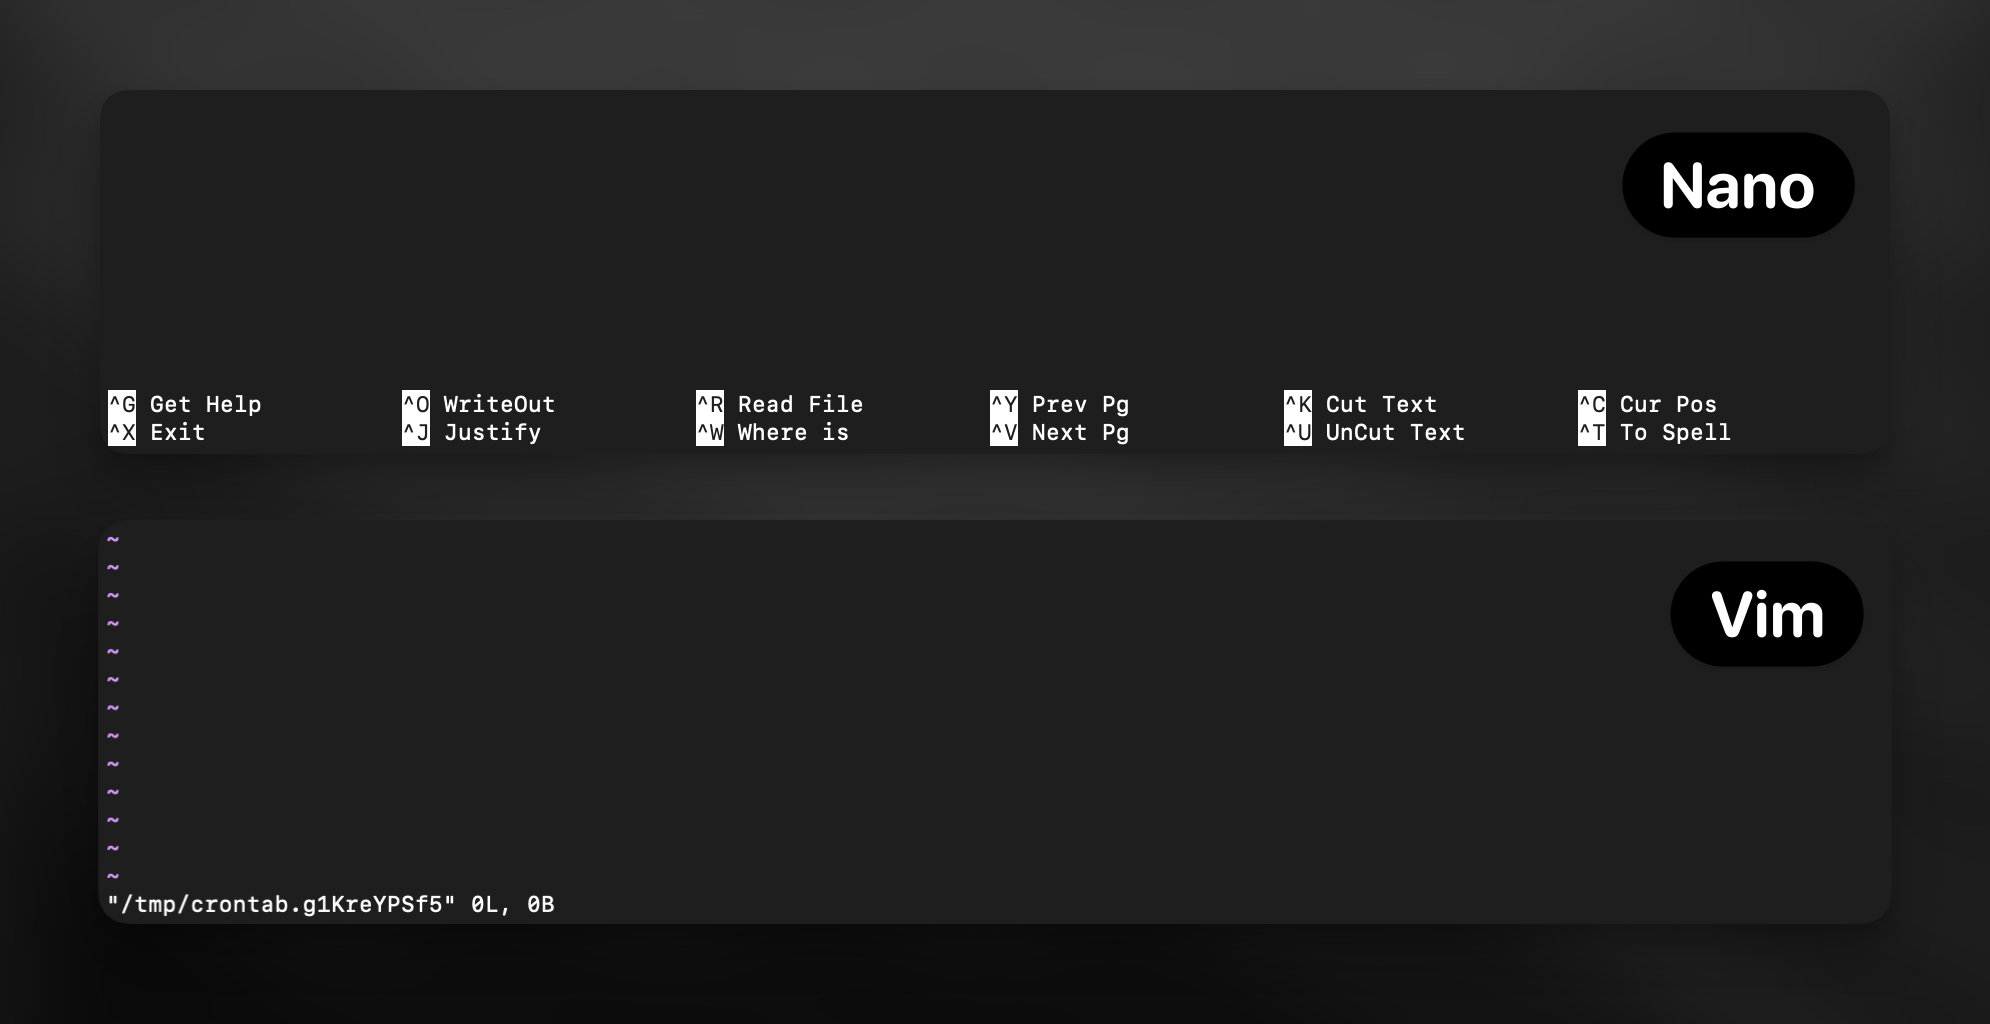 Nano
^G Get Help ^O WriteOut ^R Read File ^Y Prev Pg ^K Cut Text ^C Cur Pos
^X Exit ^J Justify ^W Where is ^V Next Pg ^U UnCut Text ^T To Spell
~
Vim
~
~
~
~
~
~
~
~
~
~
~
~
"/tmp/crontab.g1KreYPSf5" 0L, 0B